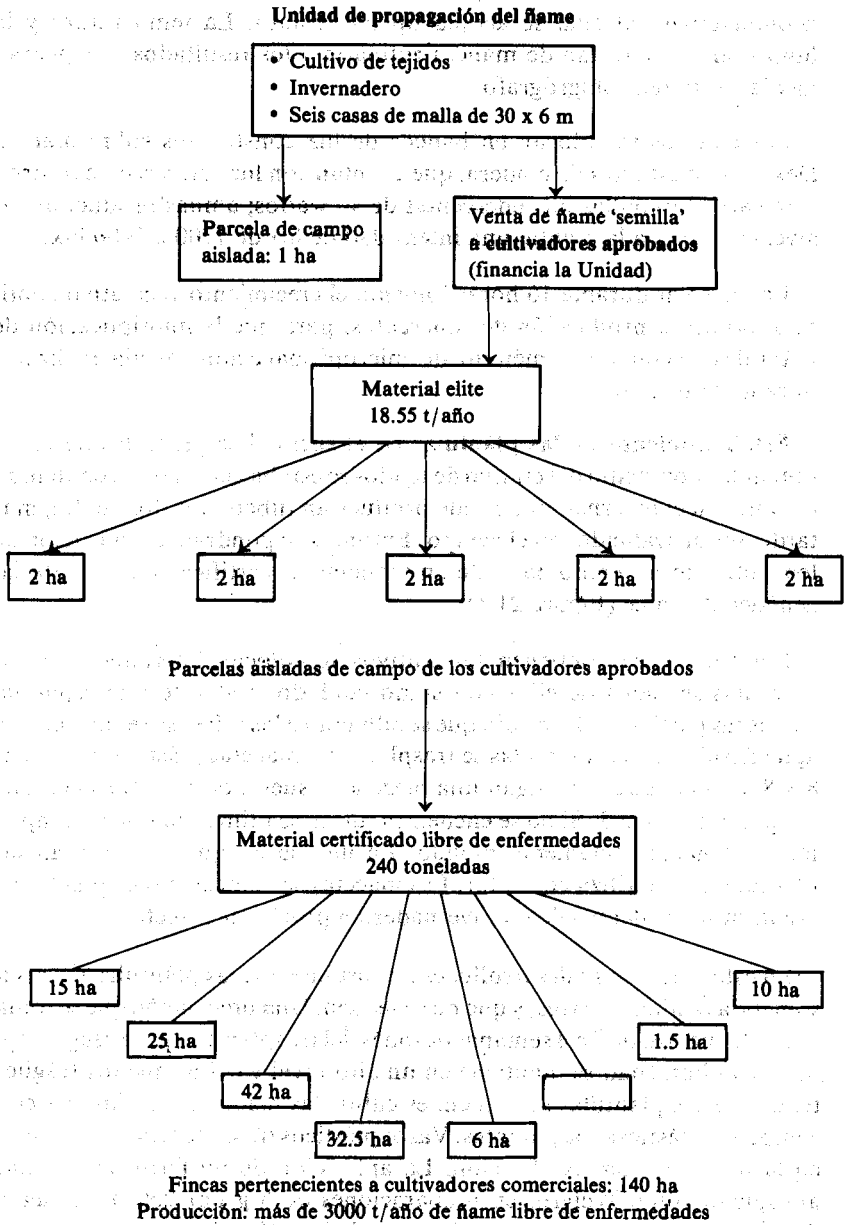 Unidad de propagación del ñame
• Cultivo de tejidos
• Invernadero
• Seis casas de malla de 30 x 6 m
Parcela de campo
aislada: 1 ha
Venta de ñame ‘semilla’
a cultivadores aprobados
(financia la Unidad)
Material elite
18.55 t/año
2 ha
2 ha
2 ha
2 ha
2 ha
Parcelas aisladas de campo de los cultivadores aprobados
Material certificado libre de enfermedades
240 toneladas
15 ha
10 ha
25 ha
1.5 ha
42 ha
32.5 ha
6 ha
Fincas pertenecientes a cultivadores comerciales: 140 ha
Producción: más de 3000 t/año de ñame libre de enfermedades